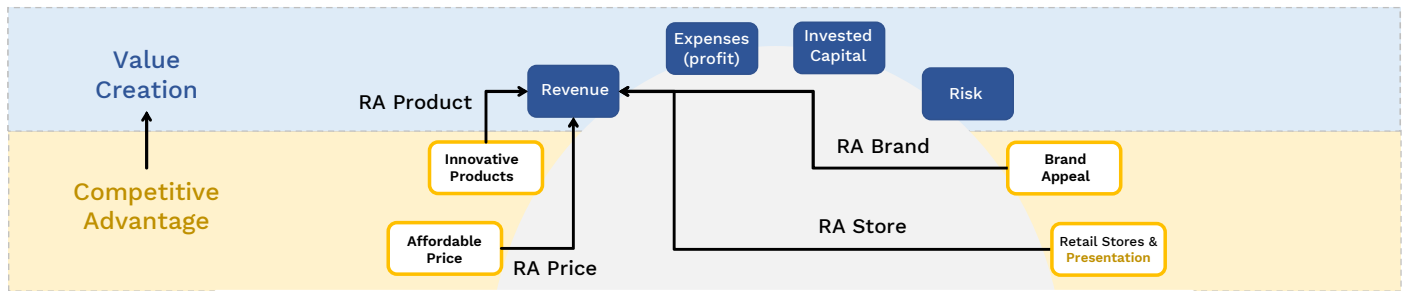 Value
Creation
Competitive
Advantage
RA Product
Revenue
Expenses
(profit)
Invested
Capital
Risk
Innovative
Products
Affordable
Price
RA Price
RA Brand
Brand
Appeal
RA Store
Retail Stores &
Presentation